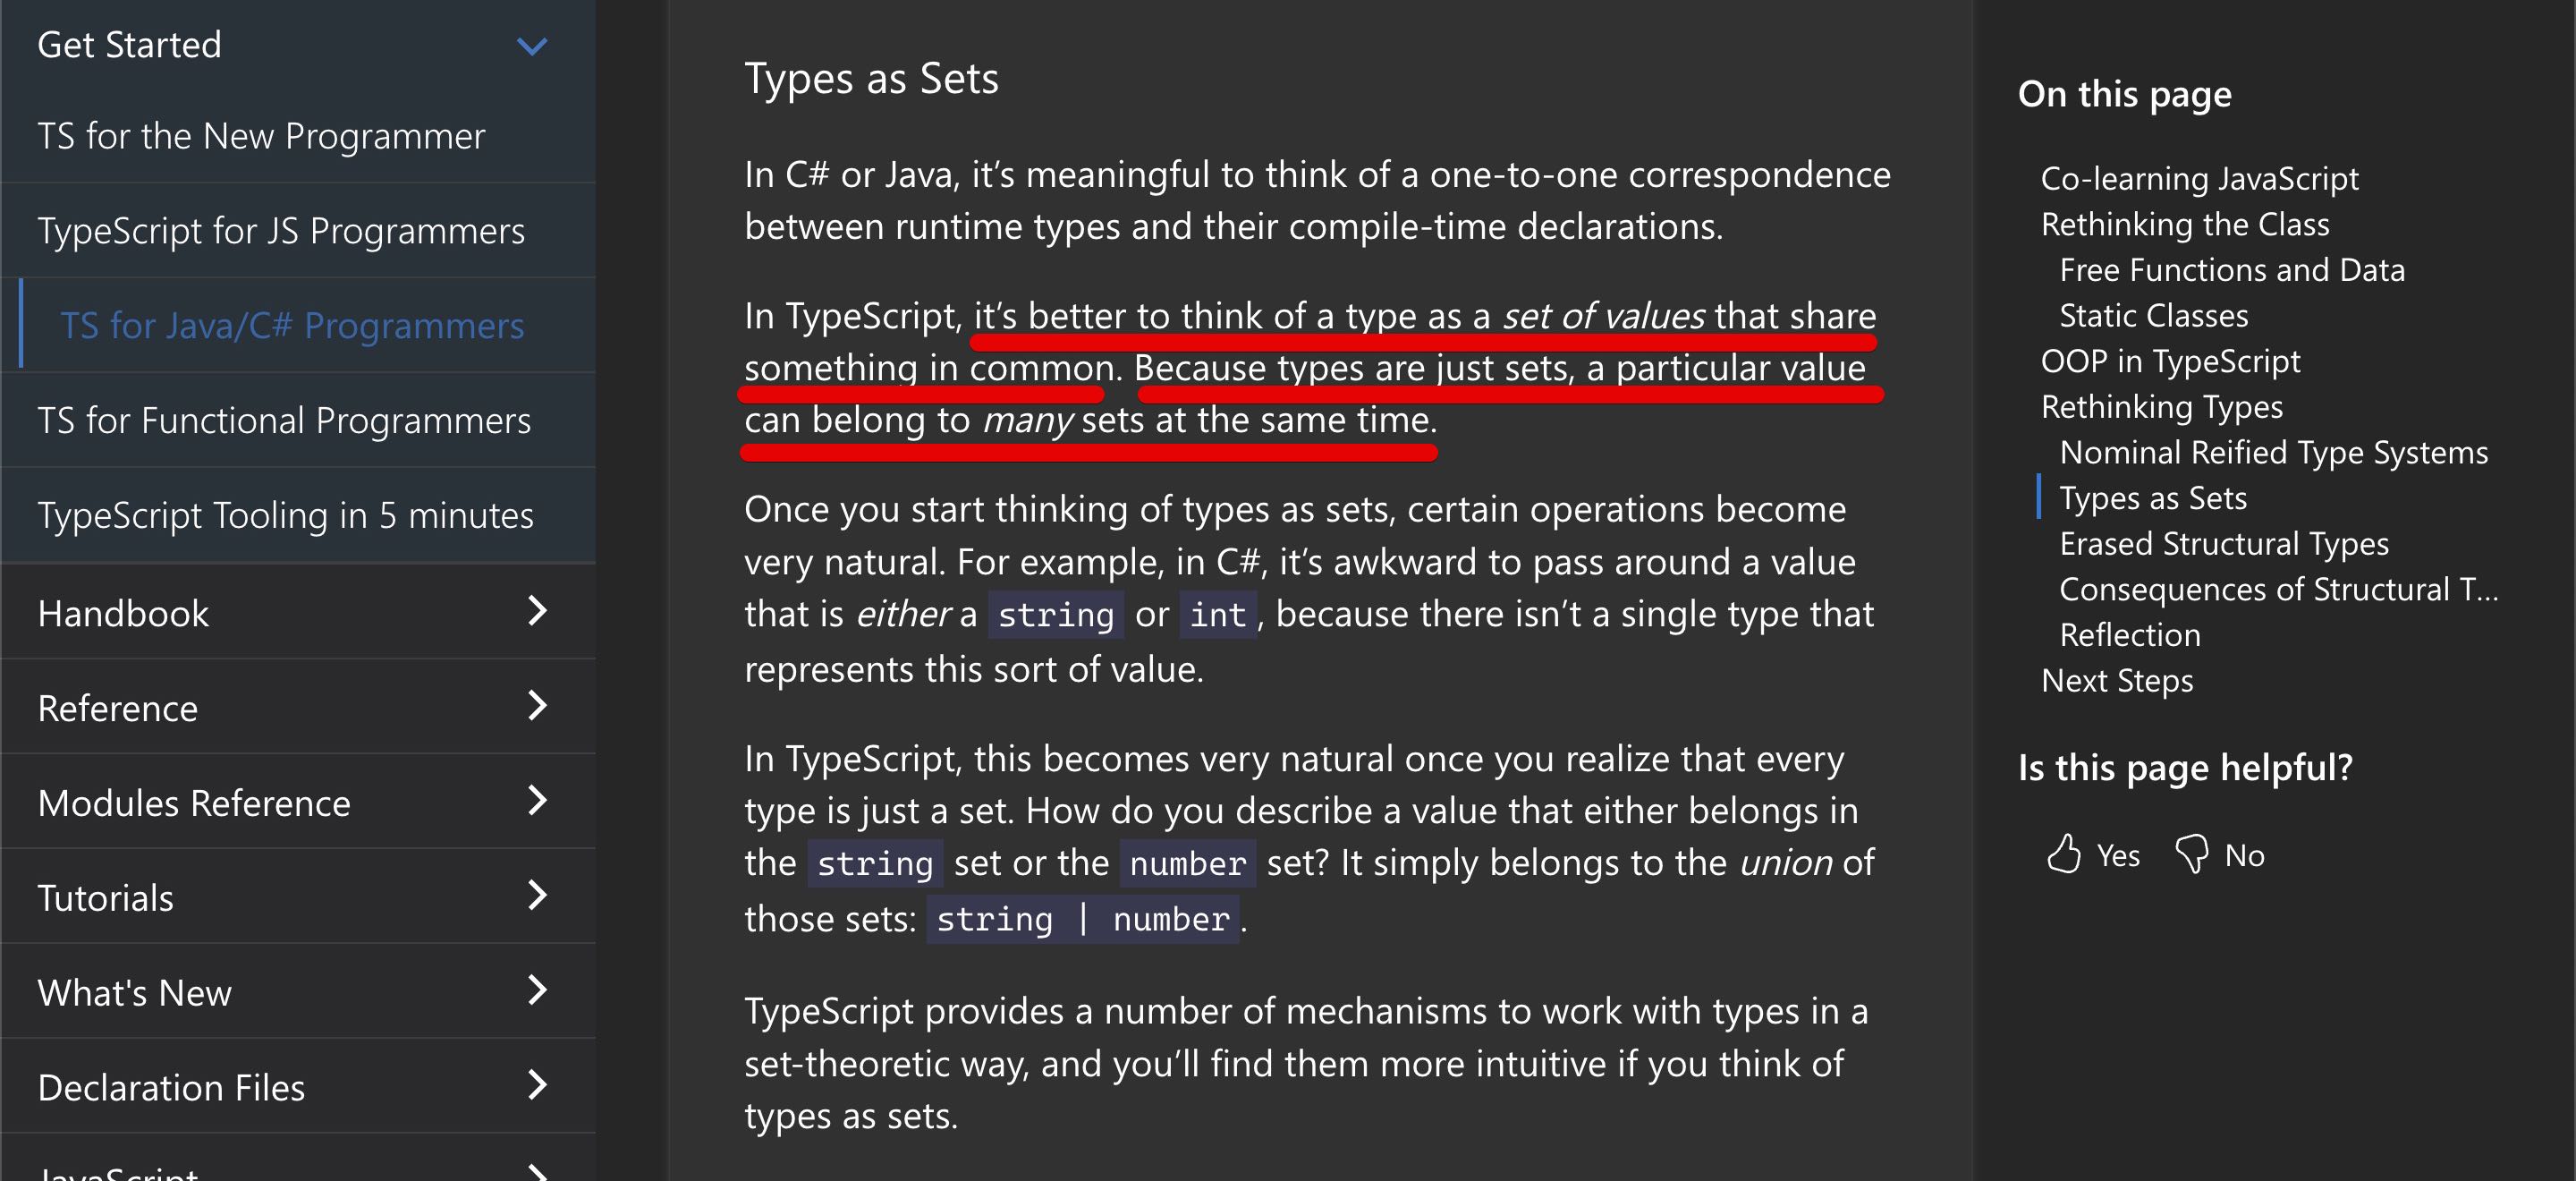 Get Started
TS for the New Programmer
TypeScript for JS Programmers
TS for Java/C# Programmers
TS for Functional Programmers
TypeScript Tooling in 5 minutes
Handbook
Reference
Modules Reference
Tutorials
What's New
Declaration Files
JavaScript
Types as Sets
In C# or Java, it’s meaningful to think of a one-to-one correspondence
between runtime types and their compile-time declarations.
In TypeScript, it’s better to think of a type as a set of values that share
something in common. Because types are just sets, a particular value
can belong to many sets at the same time.
Once you start thinking of types as sets, certain operations become
very natural. For example, in C#, it’s awkward to pass around a value
that is either a string or int, because there isn’t a single type that
represents this sort of value.
In TypeScript, this becomes very natural once you realize that every
type is just a set. How do you describe a value that either belongs in
the string set or the number set? It simply belongs to the union of
those sets: string | number.
TypeScript provides a number of mechanisms to work with types in a
set-theoretic way, and you’ll find them more intuitive if you think of
types as sets.
On this page
Co-learning JavaScript
Rethinking the Class
Free Functions and Data
Static Classes
OOP in TypeScript
Rethinking Types
Nominal Reified Type Systems
Types as Sets
Erased Structural Types
Consequences of Structural T...
Reflection
Next Steps
Is this page helpful?
Yes No